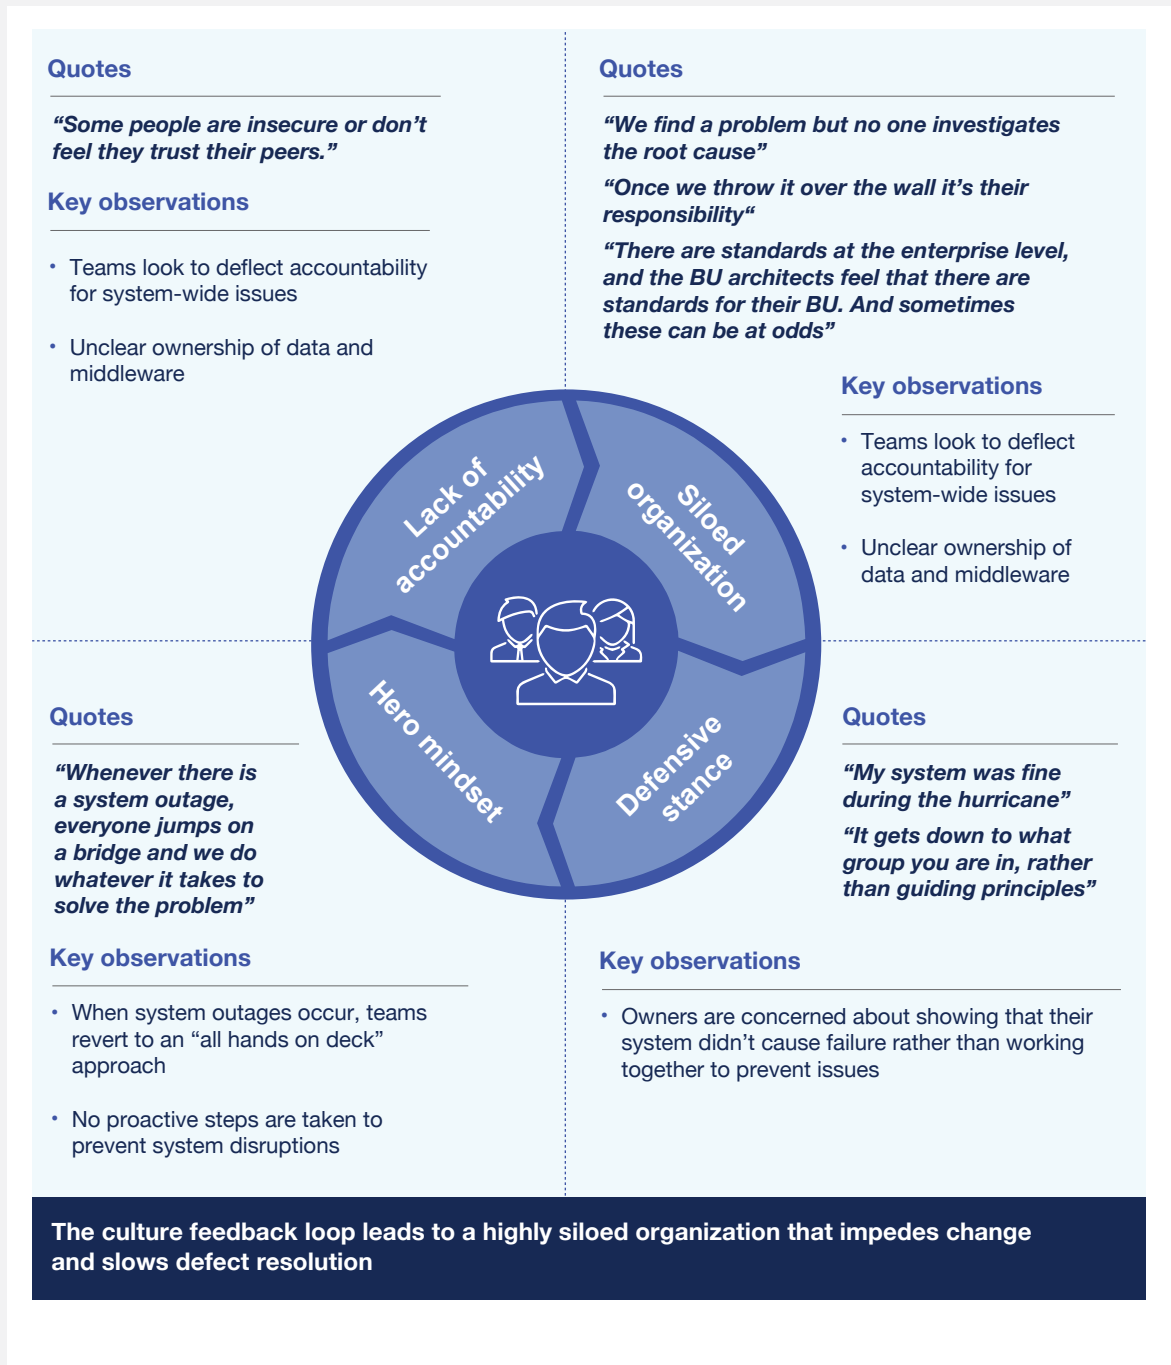 Quotes
“Some people are insecure or don’t
feel they trust their peers.”
Key observations
• Teams look to deflect accountability
for system-wide issues
• Unclear ownership of data and
middleware
Quotes
“We find a problem but no one investigates
the root cause”
“Once we throw it over the wall it’s their
responsibility“
“There are standards at the enterprise level,
and the BU architects feel that there are
standards for their BU. And sometimes
these can be at odds”
Key observations
• Teams look to deflect
accountability for
system-wide issues
• Unclear ownership of
data and middleware
Lack of
accountability
Siloed
organization
Hero mindset
Defensive
stance
Quotes
“Whenever there is
a system outage,
everyone jumps on
a bridge and we do
whatever it takes to
solve the problem”
Key observations
• When system outages occur, teams
revert to an “all hands on deck”
approach
• No proactive steps are taken to
prevent system disruptions
Quotes
“My system was fine
during the hurricane”
“It gets down to what
group you are in, rather
than guiding principles”
Key observations
• Owners are concerned about showing that their
system didn’t cause failure rather than working
together to prevent issues
The culture feedback loop leads to a highly siloed organization that impedes change
and slows defect resolution